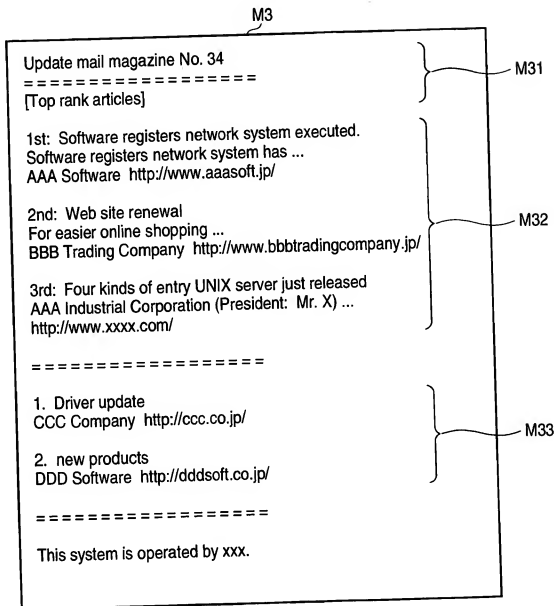 M3
Update mail magazine No. 34
==================
[Top rank articles]
M31
1st: Software registers network system executed.
Software registers network system has ...
AAA Software http://www.aaasoft.jp/
2nd: Web site renewal
For easier online shopping ...
BBB Trading Company http://www.bbbtradingcompany.jp/
M32
3rd: Four kinds of entry UNIX server just released
AAA Industrial Corporation (President: Mr. X) ...
http://www.xxxx.com/
==================
1. Driver update
CCC Company http://ccc.co.jp/
M33
2. new products
DDD Software http://dddsoft.co.jp/
==================
This system is operated by xxx.